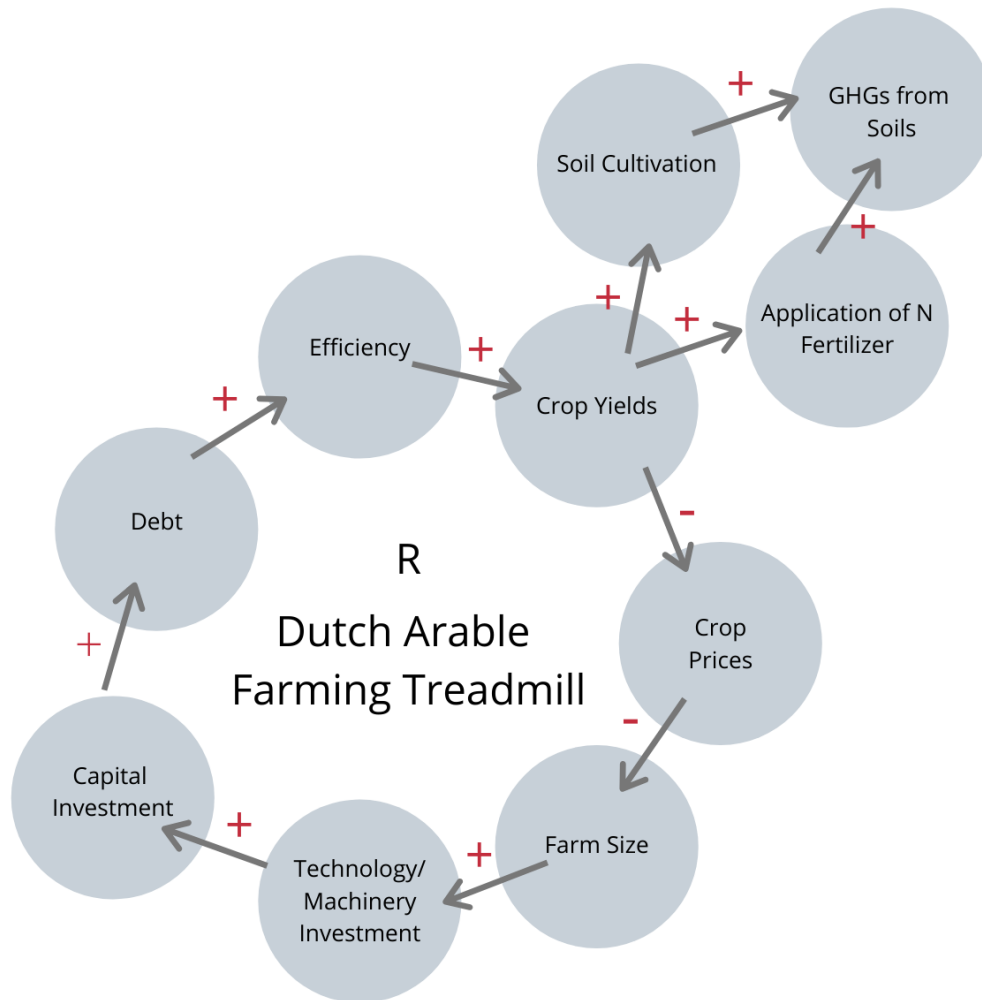 +
GHGs from
Soils
Soil Cultivation
+
+
+
Application of N
Fertilizer
Efficiency
+
Crop Yields
+
-
Debt
R
Dutch Arable
Farming Treadmill
+
Crop
Prices
-
Capital
Investment
+
+
Farm Size
Technology/
Machinery
Investment